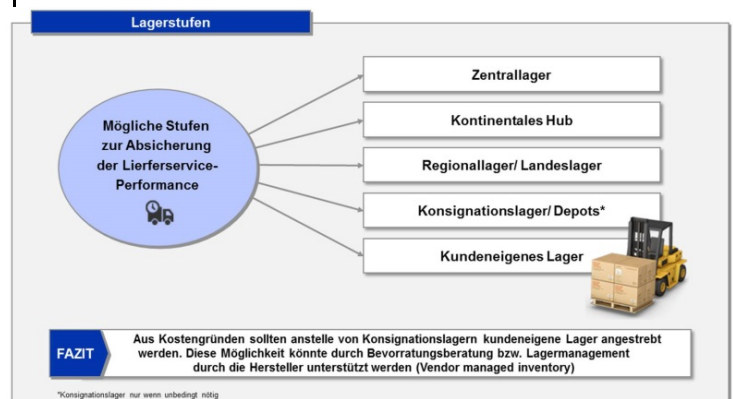 Lagerstufen
Mögliche Stufen
zur Absicherung
der Lierferservice-
Performance
Zentrallager
Kontinentales Hub
Regionallager/ Landeslager
Konsignationslager/ Depots*
Kundeneigenes Lager
FAZIT
Aus Kostengründen sollten anstelle von Konsignationslagern kundeneigene Lager angestrebt
werden. Diese Möglichkeit könnte durch Bevorratungsberatung bzw. Lagermanagement
durch die Hersteller unterstützt werden (Vendor managed inventory)
*Konsignationslager nur wenn unbedingt nötig